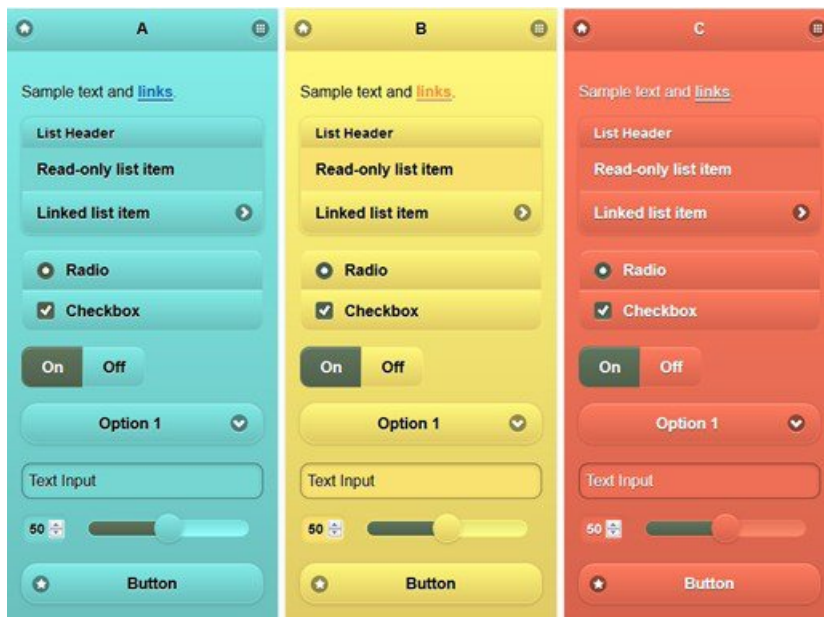 A
Sample text and links.
List Header
Read-only list item
Linked list item
Radio
Checkbox
On Off
Option 1
Text Input
50
Button
B
Sample text and links.
List Header
Read-only list item
Linked list item
Radio
Checkbox
On Off
Option 1
Text Input
50
Button
C
Sample text and links.
List Header
Read-only list item
Linked list item
Radio
Checkbox
On Off
Option 1
Text Input
50
Button